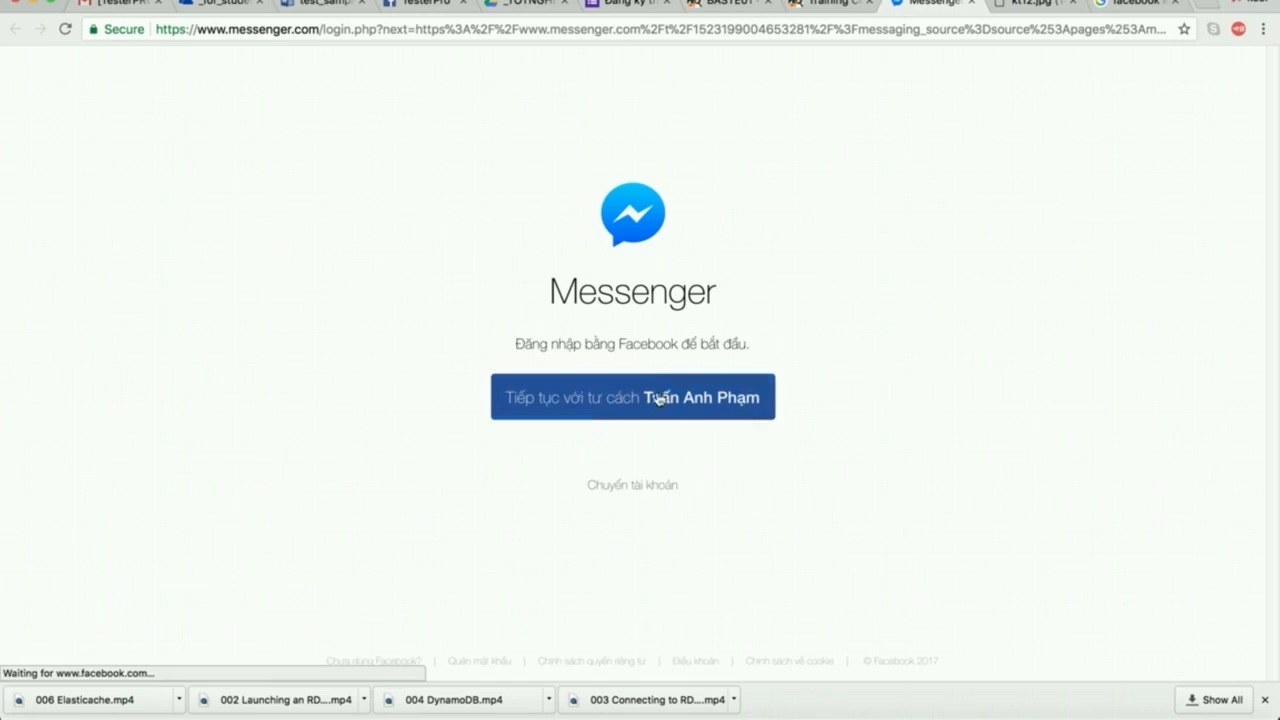 Secure https://www.messenger.com/login.php?next=https%3A%2F%2Fwww.messenger.com%2Ft%2F1523199004653281%2F%3Fmessaging_source%3Dsource%253Apages%253Am...
Messenger
Đăng nhập bằng Facebook để bắt đầu.
Tiếp tục với tư cách Tuấn Anh Phạm
Chuyển tài khoản
Chưa dùng Facebook? | Quên mật khẩu | Chính sách quyền riêng tư | Điều khoản | Chính sách về cookie | © Facebook 2017
Waiting for www.facebook.com...
006 Elasticache.mp4 002 Launching an RD....mp4 004 DynamoDB.mp4 003 Connecting to RD....mp4 Show All